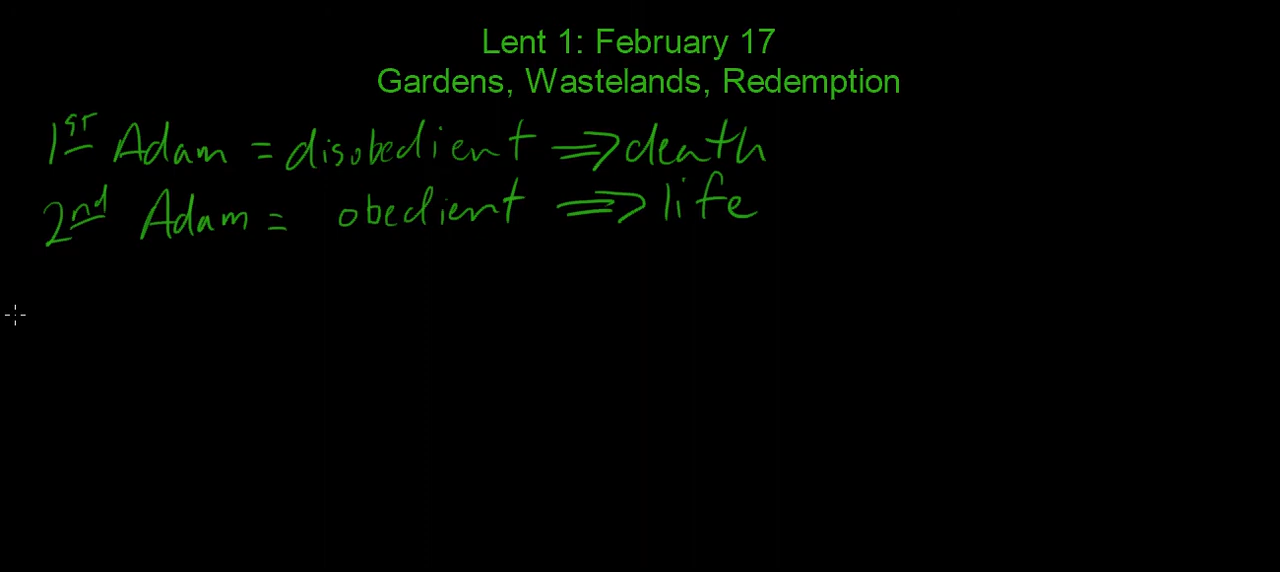 Lent 1: February 17
Gardens, Wastelands, Redemption
1st Adam = disobedient ⇒ death
2nd Adam = obedient ⇒ life